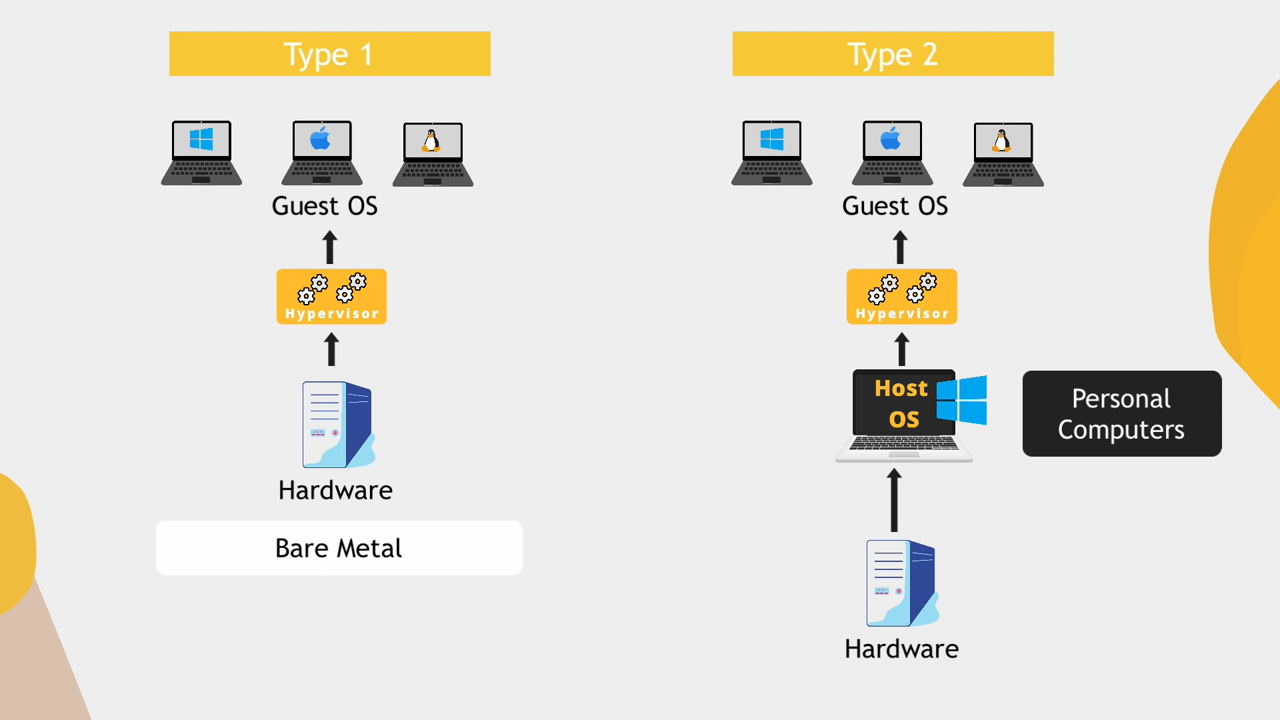 Type 1
Guest OS
Hypervisor
Hardware
Bare Metal
Type 2
Guest OS
Hypervisor
Host
OS
Personal
Computers
Hardware